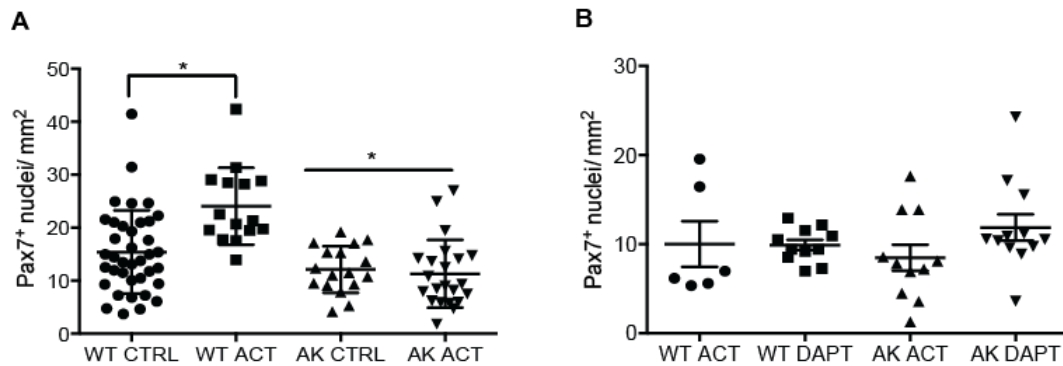 A
Pax7+ nuclei/mm2
50
40
30
20
10
0
*
*
WT CTRL
WT ACT
AK CTRL
AK ACT
B
Pax7+ nuclei/mm2
30
20
10
0
WT ACT
WT DAPT
AK ACT
AK DAPT